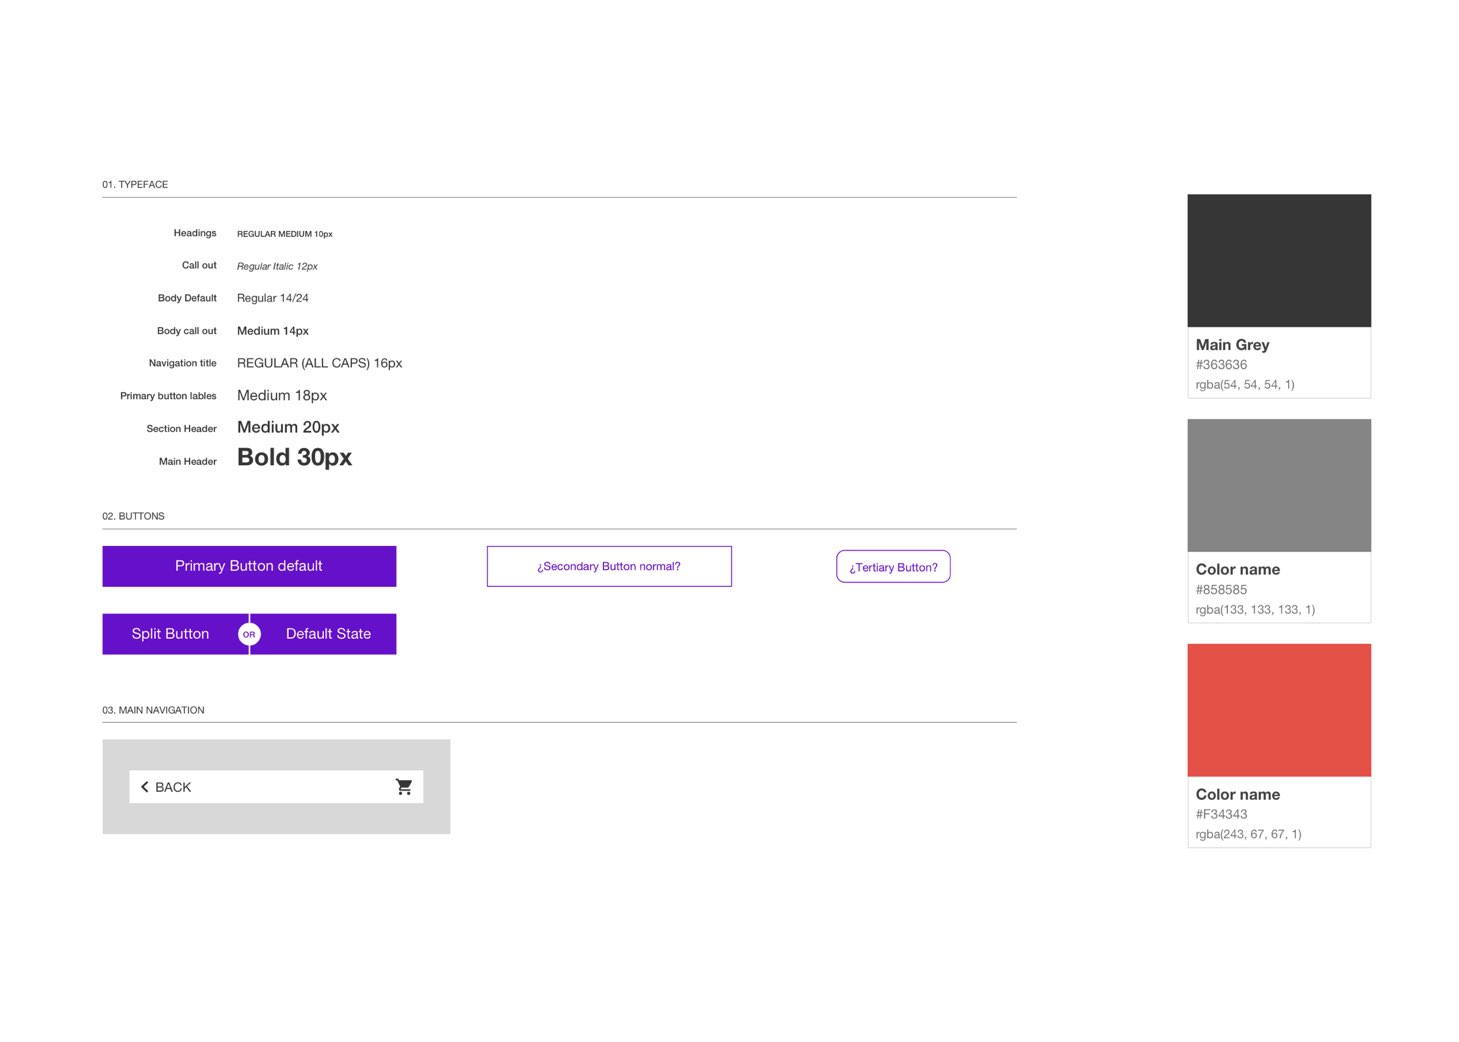 01. TYPEFACE
Headings REGULAR MEDIUM 10px
Call out Regular Italic 12px
Body Default Regular 14/24
Body call out Medium 14px
Navigation title REGULAR (ALL CAPS) 16px
Primary button lables Medium 18px
Section Header Medium 20px
Main Header Bold 30px
02. BUTTONS
Primary Button default
¿Secondary Button normal?
¿Tertiary Button?
Split Button OR Default State
03. MAIN NAVIGATION
BACK
Main Grey
#363636
rgba(54, 54, 54, 1)
Color name
#858585
rgba(133, 133, 133, 1)
Color name
#F34343
rgba(243, 67, 67, 1)